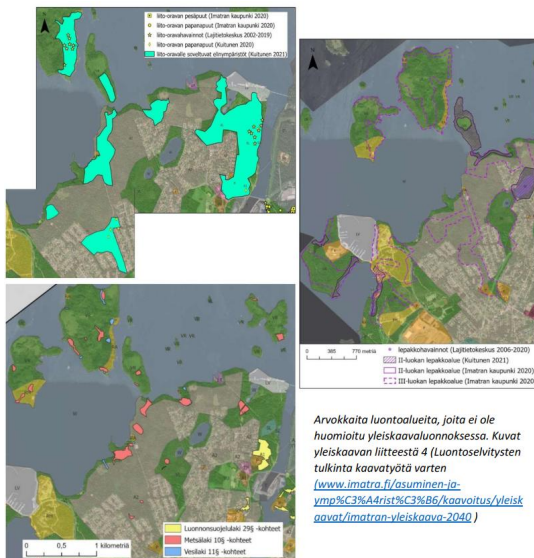 liito-oravan pesäpuut (Imatran kaupunki 2020)
liito-oravan papanapuut (Imatran kaupunki 2020)
liito-oravahavainnot (Lajitietokeskus 2002-2019)
liito-oravan papanapuut (Kuitunen 2020)
liito-oravalle soveltuvat elinympäristöt (Kuitunen 2021)
0 385 770 metriä
lepakkohavainnot (Lajitietokeskus 2006-2020)
II-luokan lepakkoalue (Kuitunen 2021)
II-luokan lepakkoalue (Imatran kaupunki 2020)
III-luokan lepakkoalue (Imatran kaupunki 2020)
Luonnonsuojelulaki 29§ -kohteet
Metsälaki 10§ -kohteet
Vesilaki 11§ -kohteet
0 0,5 1 kilometriä
Arvokkaita luontoalueita, joita ei ole
huomioitu yleiskaavaluonnoksessa. Kuvat
yleiskaavan liitteestä 4 (Luontoselvitysten
tulkinta kaavatyötä varten
(www.imatra.fi/asuminen-ja-
ymp%C3%A4rist%C3%B6/kaavoitus/yleisk
aavat/imatran-yleiskaava-2040 )